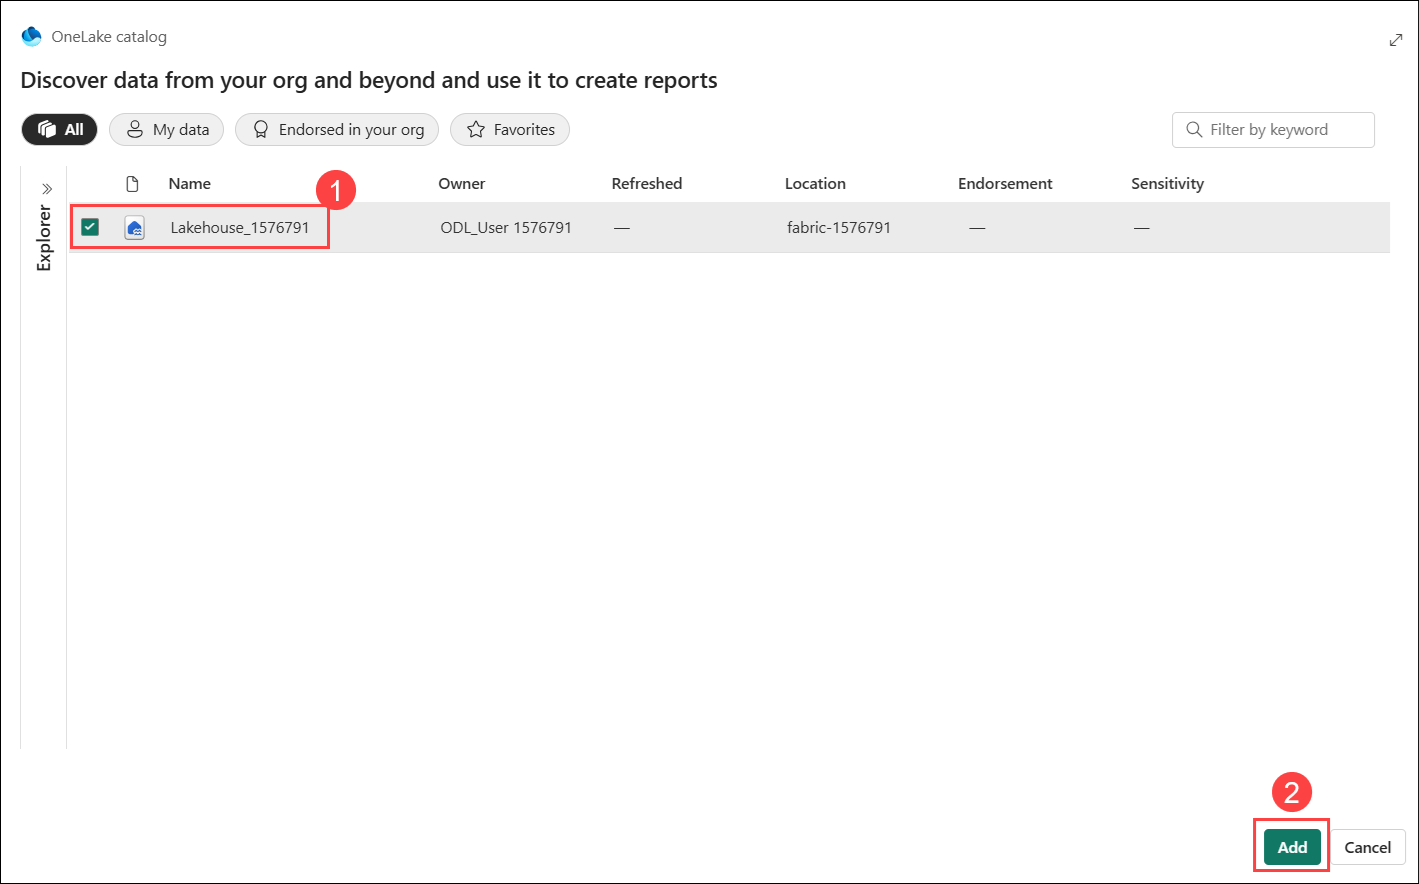 OneLake catalog
Discover data from your org and beyond and use it to create reports
All My data Endorsed in your org Favorites Filter by keyword
Explorer
Name Owner Refreshed Location Endorsement Sensitivity
1
Lakehouse_1576791 ODL_User 1576791 — fabric-1576791 — —
2
Add Cancel